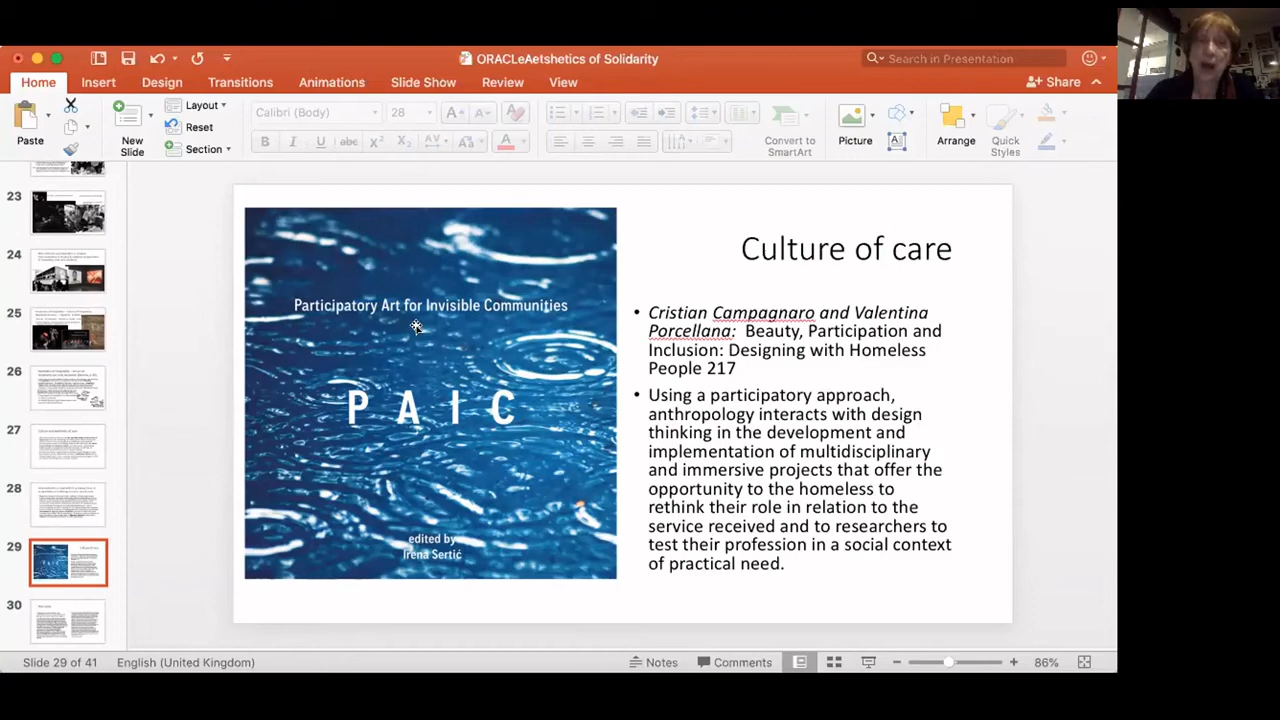 ORACLeAetshetics of Solidarity
Search in Presentation
Home
Insert
Design
Transitions
Animations
Slide Show
Review
View
Share
Paste
New
Slide
Layout
Reset
Section
Calibri (Body)
28
Convert to
SmartArt
Picture
Arrange
Quick
Styles
23
24
25
26
27
28
29
30
Participatory Art for Invisible Communities
PAIC
edited by
Irena Sertić
Culture of care
• Cristian Campagnaro and Valentina
Porcellana: Beauty, Participation and
Inclusion: Designing with Homeless
People 217
• Using a participatory approach,
anthropology interacts with design
thinking in the development and
implementation of multidisciplinary
and immersive projects that offer the
opportunity to the homeless to
rethink their role in relation to the
service received and to researchers to
test their profession in a social context
of practical need.
Slide 29 of 41
English (United Kingdom)
Notes
Comments
86%